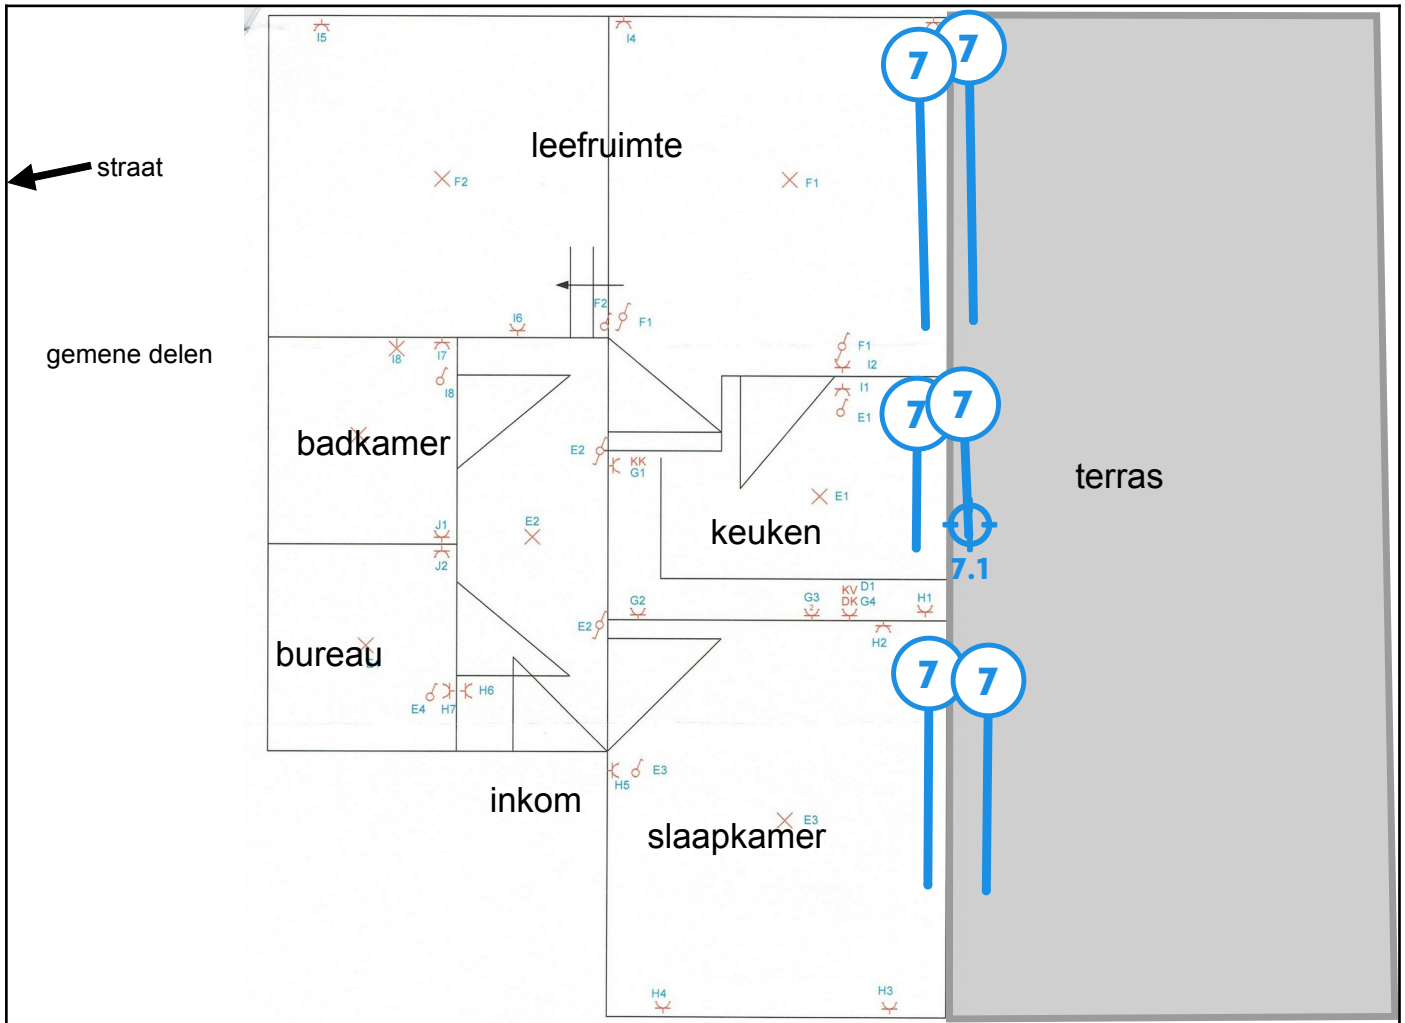 I5
I4
7
7
leefruimte
straat
F2
F1
F2
F1
I6
F1
I2
gemene delen
I8
I7
I8
I1
E1
7
7
badkamer
E2
KK
G1
terras
E1
keuken
J1
E2
J2
7.1
KV
D1
DK
G4
G2
G3
2
H1
E2
H2
bureau
7
7
E4
H7
H6
H5
E3
inkom
E3
slaapkamer
H4
H3